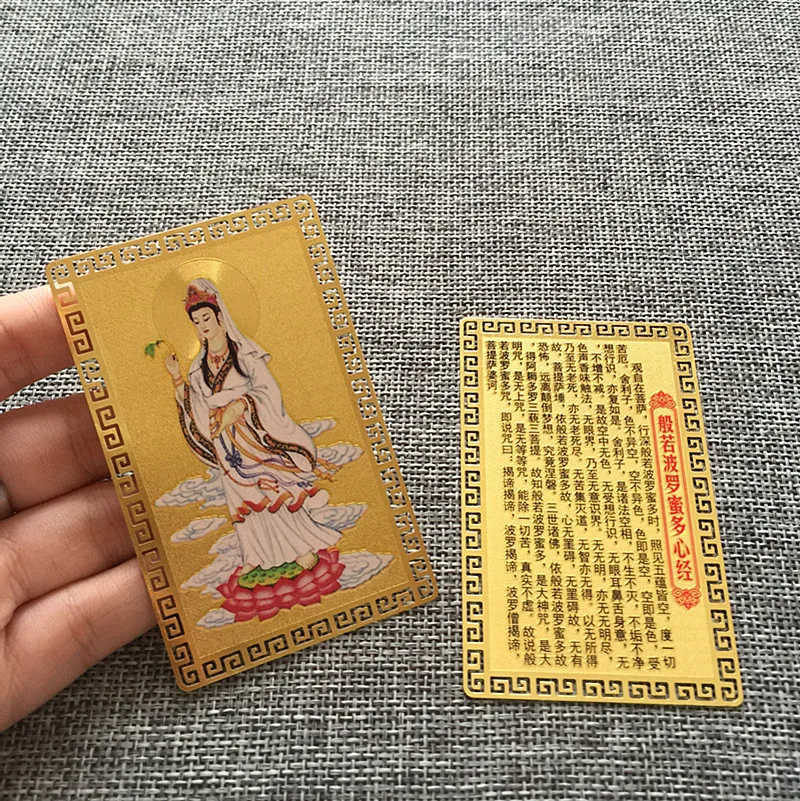 般若波罗蜜多心经
观自在菩萨，行深般若波罗蜜多时，照见五蕴皆空，度一切
苦厄。舍利子，色不异空，空不异色，色即是空，空即是色，受
想行识，亦复如是。舍利子，是诸法空相，不生不灭，不垢不净
，不增不减，是故空中无色，无受想行识，无眼耳鼻舌身意，无
色声香味触法，无眼界，乃至无意识界，无无明，亦无无明尽，
乃至无老死，亦无老死尽。无苦集灭道，无智亦无得。以无所得
故，菩提萨埵，依般若波罗蜜多故，心无罣碍，无罣碍故，无有
恐怖，远离颠倒梦想，究竟涅磐，三世诸佛，依般若波罗蜜多故
，得阿耨多罗三藐三菩提。故知般若波罗蜜多，是大神咒，是大
明咒，是无上咒，是无等等咒，能除一切苦，真实不虚。故说般
若波罗蜜多咒，即说咒曰：揭谛揭谛，波罗揭谛，波罗僧揭谛，
菩提萨婆诃。